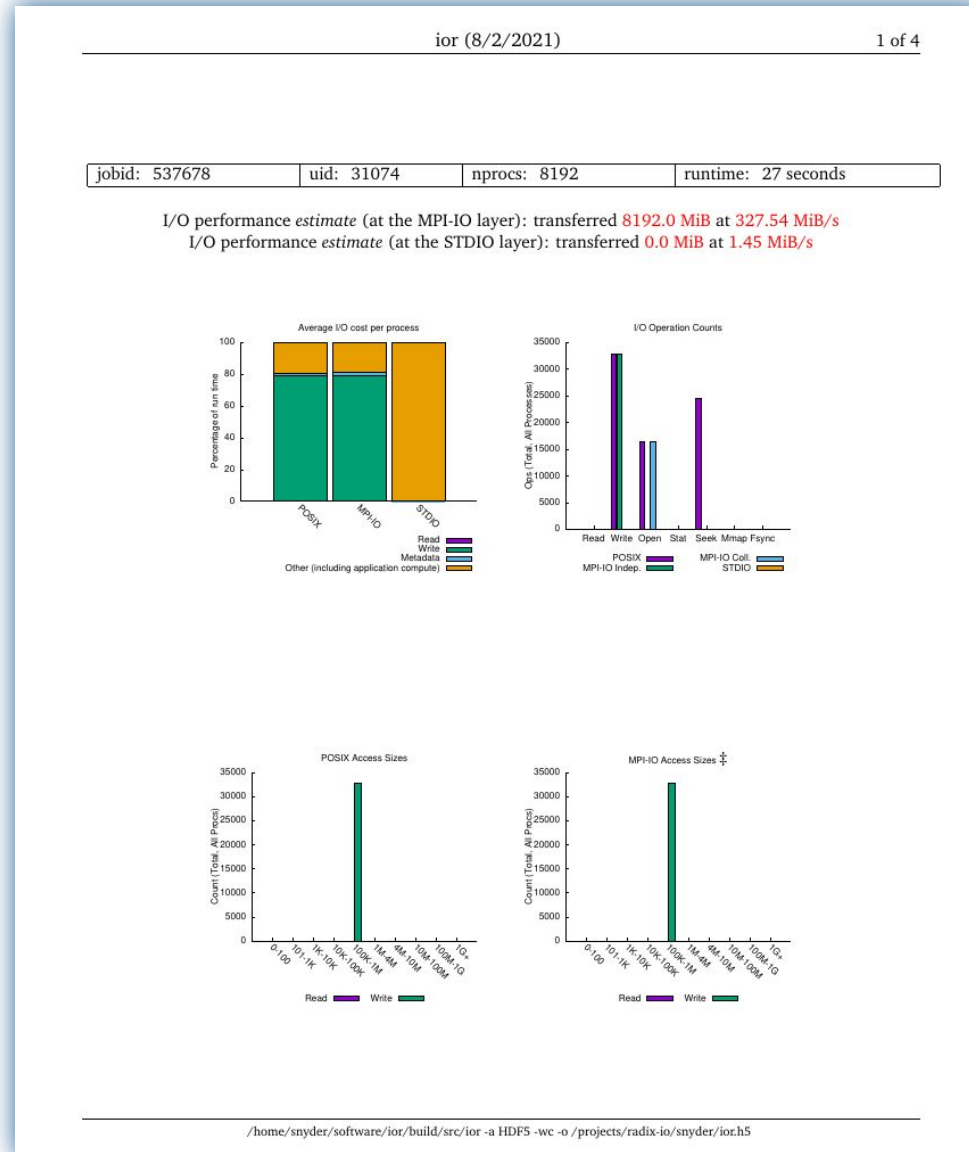 ior (8/2/2021) 1 of 4
jobid: 537678 uid: 31074 nprocs: 8192 runtime: 27 seconds
I/O performance estimate (at the MPI-IO layer): transferred 8192.0 MiB at 327.54 MiB/s
I/O performance estimate (at the STDIO layer): transferred 0.0 MiB at 1.45 MiB/s
Average I/O cost per process
Percentage of run time
100
80
60
40
20
0
POSIX MPI-IO STDIO
Read
Write
Metadata
Other (including application compute)
I/O Operation Counts
Ops (Total, All Processes)
35000
30000
25000
20000
15000
10000
5000
0
Read Write Open Stat Seek Mmap Fsync
POSIX MPI-IO Coll.
MPI-IO Indep. STDIO
POSIX Access Sizes
Count (Total, All Procs)
35000
30000
25000
20000
15000
10000
5000
0
0-100 101-1K 1K-10K 10K-100K 100K-1M 1M-4M 4M-10M 10M-100M 100M-1G 1G+
Read Write
MPI-IO Access Sizes ‡
Count (Total, All Procs)
35000
30000
25000
20000
15000
10000
5000
0
0-100 101-1K 1K-10K 10K-100K 100K-1M 1M-4M 4M-10M 10M-100M 100M-1G 1G+
Read Write
/home/snyder/software/ior/build/src/ior -a HDF5 -wc -o /projects/radix-io/snyder/ior.h5